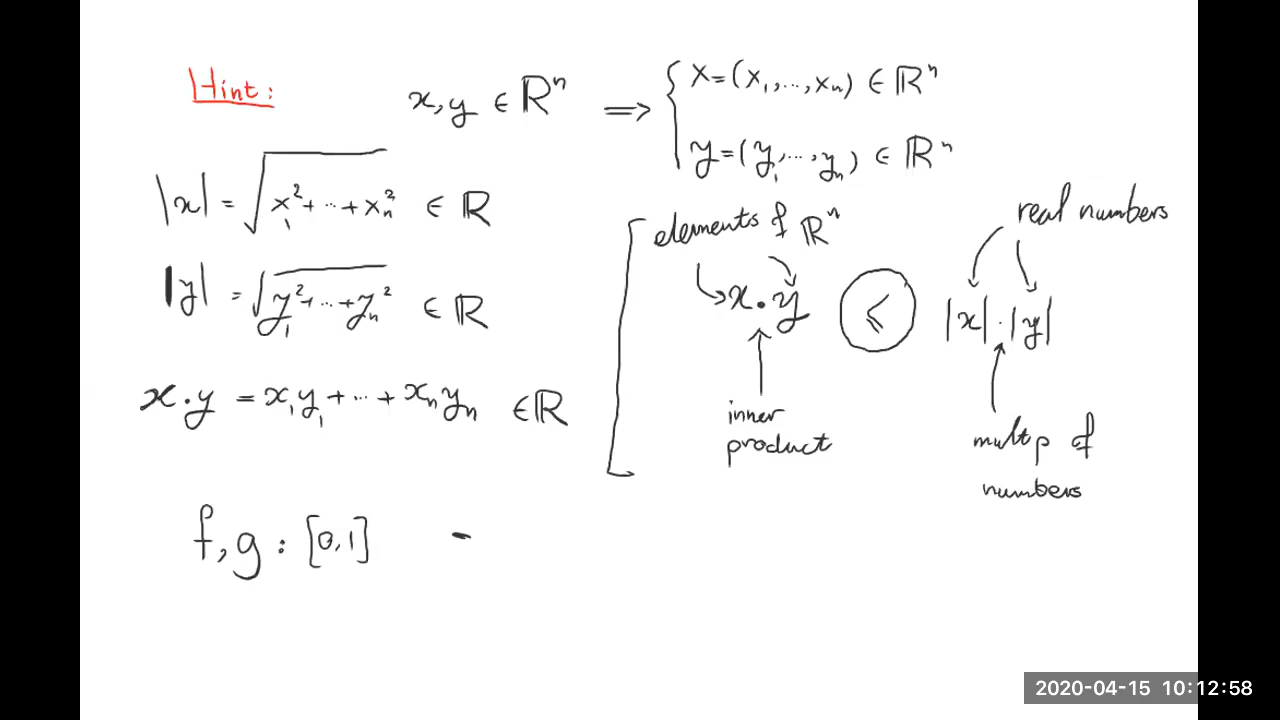 Hint:
x, y ∈ ℝⁿ ⟹ { x = (x₁, ..., xₙ) ∈ ℝⁿ
y = (y₁, ..., yₙ) ∈ ℝⁿ
|x| = √(x₁² + ... + xₙ²) ∈ ℝ
|y| = √(y₁² + ... + yₙ²) ∈ ℝ
x . y = x₁y₁ + ... + xₙyₙ ∈ ℝ
elements of ℝⁿ
real numbers
x . y ≤ |x| . |y|
inner
product
multp of
numbers
f, g : [0,1] -
2020-04-15 10:12:58